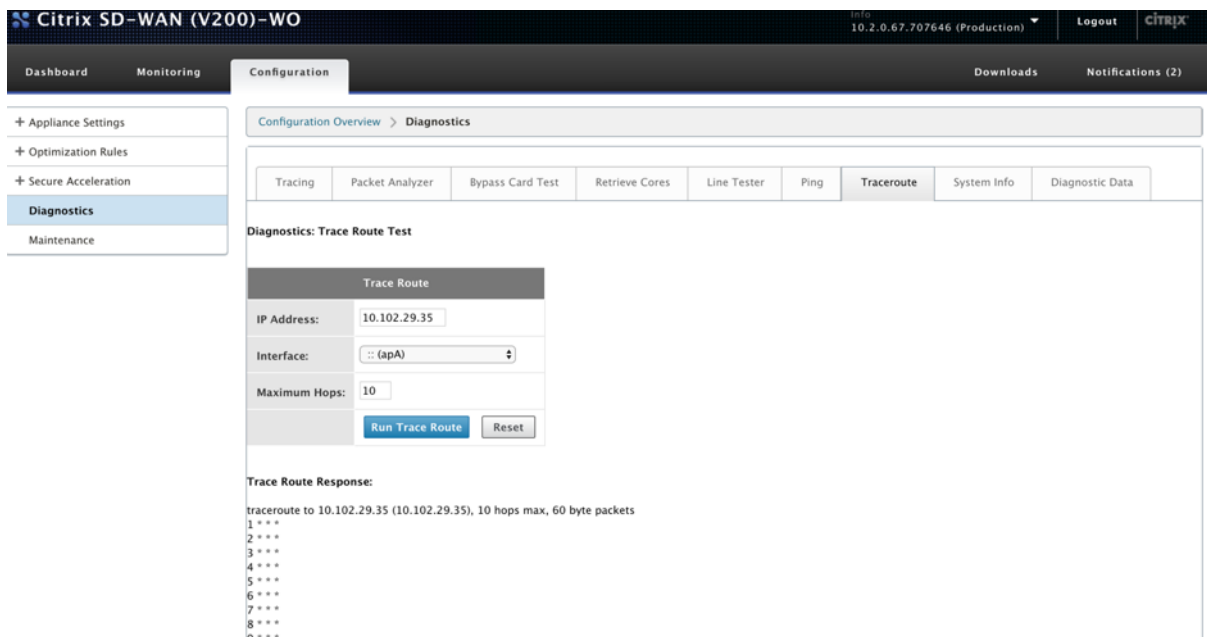 Citrix SD-WAN (V200)-WO
Info
10.2.0.67.707646 (Production)
Logout
CITRIX
Dashboard Monitoring Configuration Downloads Notifications (2)
+ Appliance Settings
+ Optimization Rules
+ Secure Acceleration
Diagnostics
Maintenance
Configuration Overview > Diagnostics
Tracing Packet Analyzer Bypass Card Test Retrieve Cores Line Tester Ping Traceroute System Info Diagnostic Data
Diagnostics: Trace Route Test
Trace Route
IP Address: 10.102.29.35
Interface: :: (apA)
Maximum Hops: 10
Run Trace Route Reset
Trace Route Response:
traceroute to 10.102.29.35 (10.102.29.35), 10 hops max, 60 byte packets
1 * * *
2 * * *
3 * * *
4 * * *
5 * * *
6 * * *
7 * * *
8 * * *